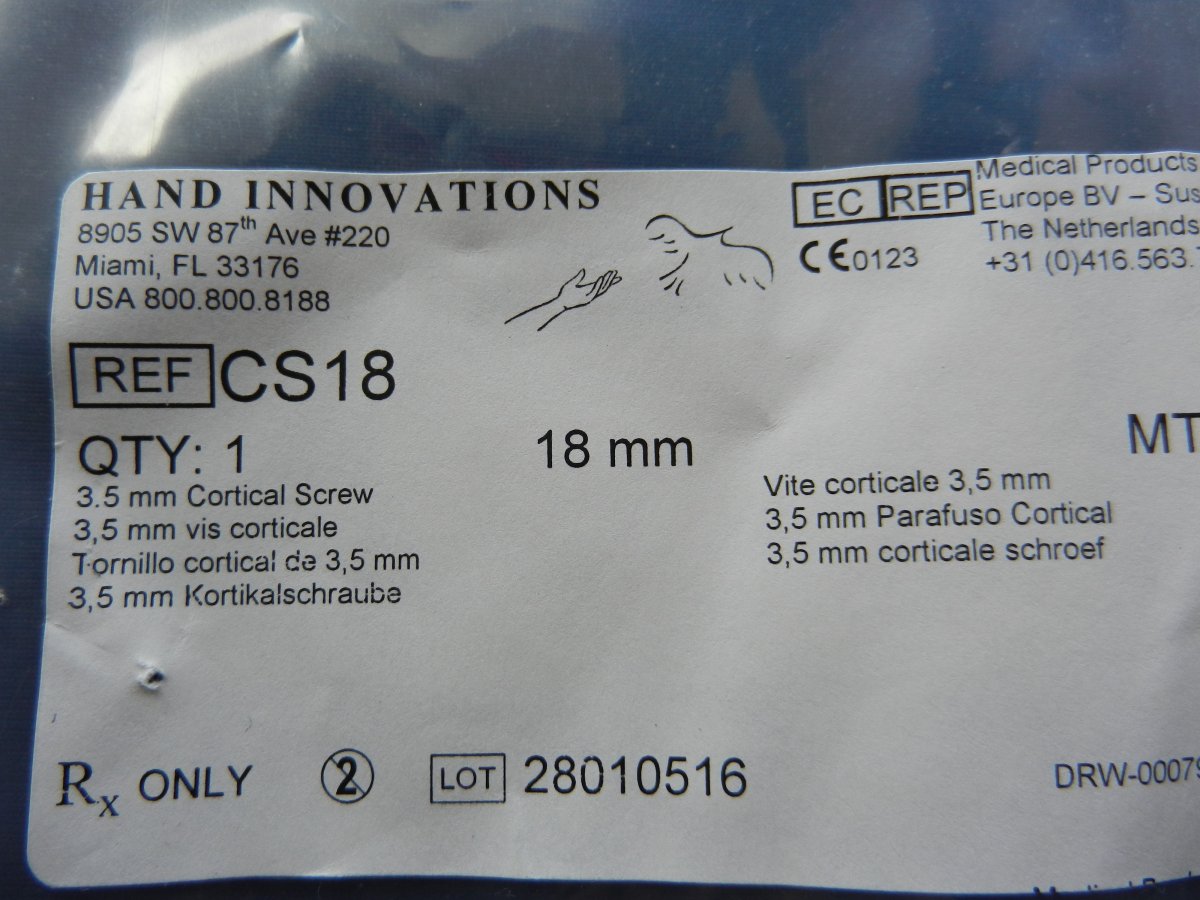 HAND INNOVATIONS
8905 SW 87th Ave #220
Miami, FL 33176
USA 800.800.8188
EC REP
Medical Products
Europe BV –
The Netherlands
+31 (0)416.563.
CE0123
REF CS18
QTY: 1
18 mm
MT
3.5 mm Cortical Screw
3,5 mm vis corticale
Tornillo cortical de 3,5 mm
3,5 mm Kortikalschraube
Vite corticale 3,5 mm
3,5 mm Parafuso Cortical
3,5 mm corticale schroef
Rx ONLY
2
LOT 28010516
DRW-0007